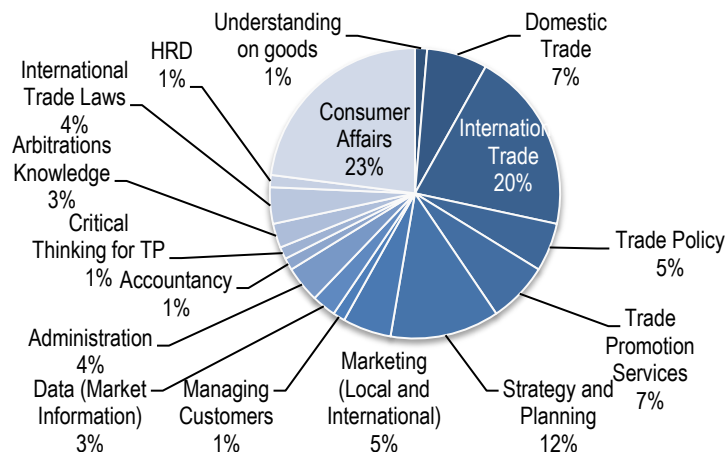 Understanding
on goods
1%
Domestic
Trade
7%
International
Trade
20%
Trade Policy
5%
Trade
Promotion
Services
7%
Strategy and
Planning
12%
Marketing
(Local and
International)
5%
Managing
Customers
1%
Data (Market
Information)
3%
Administration
4%
Accountancy
1%
Critical
Thinking for TP
1%
Arbitrations
Knowledge
3%
International
Trade Laws
4%
HRD
1%
Consumer
Affairs
23%